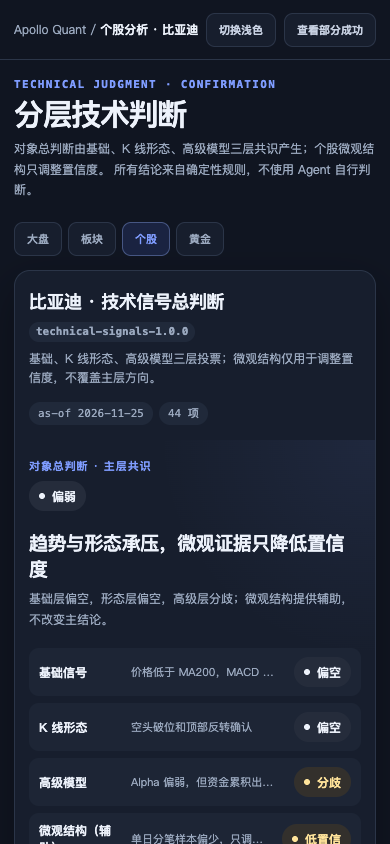 Apollo Quant / 个股分析 · 比亚迪
切换浅色
查看部分成功
TECHNICAL JUDGMENT · CONFIRMATION
分层技术判断
对象总判断由基础、K 线形态、高级模型三层共识产生；个股微观结
构只调整置信度。 所有结论来自确定性规则，不使用 Agent 自行判
断。
大盘
板块
个股
黄金
比亚迪 · 技术信号总判断
technical-signals-1.0.0
基础、K 线形态、高级模型三层投票；微观结构仅用于调整置
信度，不覆盖主层方向。
as-of 2026-11-25
44 项
对象总判断 · 主层共识
偏弱
趋势与形态承压，微观证据只降低置信
度
基础层偏空，形态层偏空，高级层分歧；微观结构提供辅助，
不改变主结论。
基础信号
价格低于 MA200，MACD ...
偏空
K 线形态
空头破位和顶部反转确认
偏空
高级模型
Alpha 偏弱，但资金累积出...
分歧
微观结构（辅
助）
单日分笔样本偏少，只调...
低置信